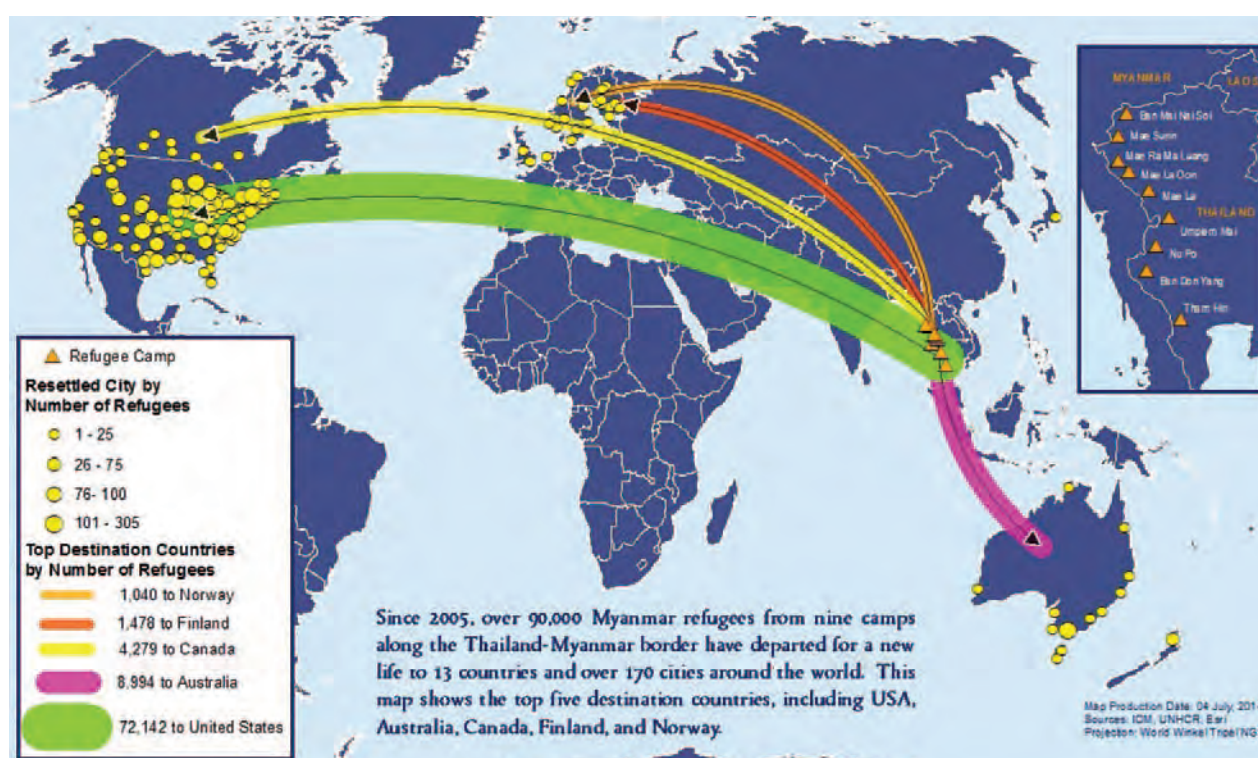 MYANMAR
LAOS
Ban Mai Nai Soi
Mae Surin
Mae Ra Ma Luang
Mae La Oon
Mae La
THAILAND
Umpiem Mai
Nu Po
Ban Don Yang
Tham Hin
Refugee Camp
Resettled City by
Number of Refugees
1 - 25
26 - 75
76- 100
101 - 305
Top Destination Countries
by Number of Refugees
1,040 to Norway
1,478 to Finland
4,279 to Canada
8,994 to Australia
72,142 to United States
Since 2005, over 90,000 Myanmar refugees from nine camps
along the Thailand-Myanmar border have departed for a new
life to 13 countries and over 170 cities around the world. This
map shows the top five destination countries, including USA,
Australia, Canada, Finland, and Norway.
Map Production Date: 04 July, 201
Sources: IOM, UNHCR, Esri
Projection: World Winkel Tripel NG